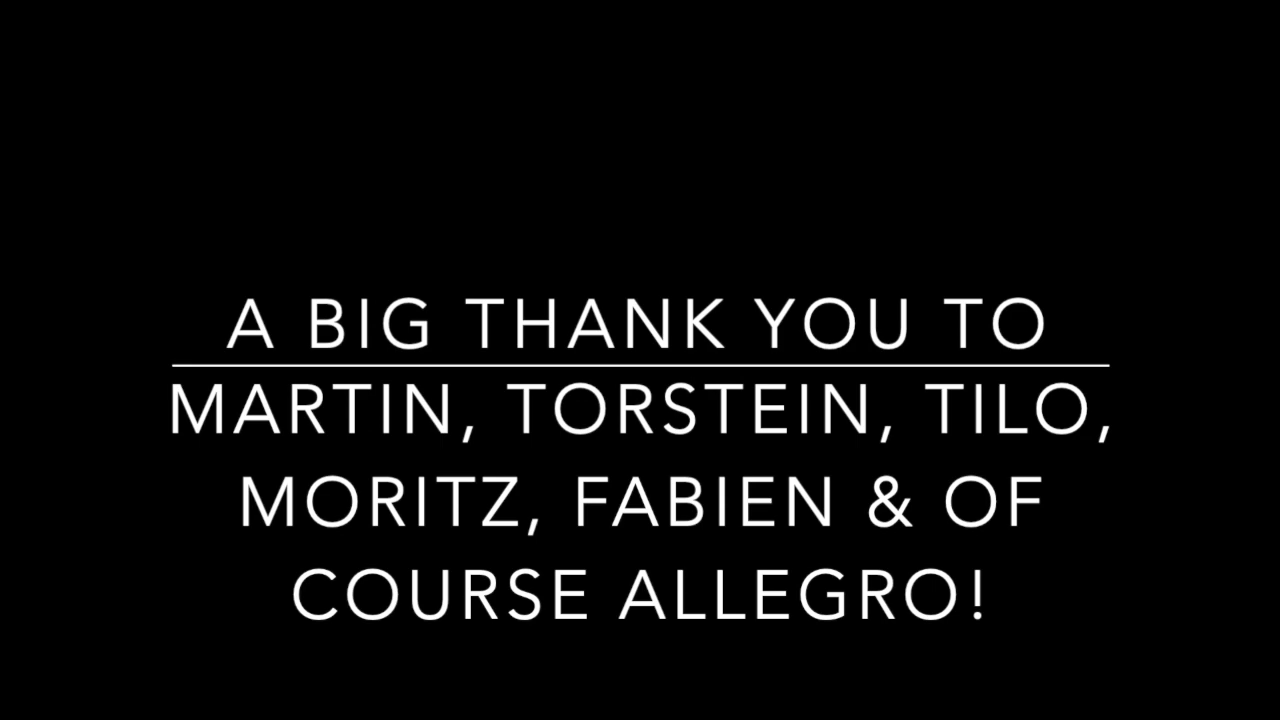 A BIG THANK YOU TO
MARTIN, TORSTEIN, TILO,
MORITZ, FABIEN & OF
COURSE ALLEGRO!